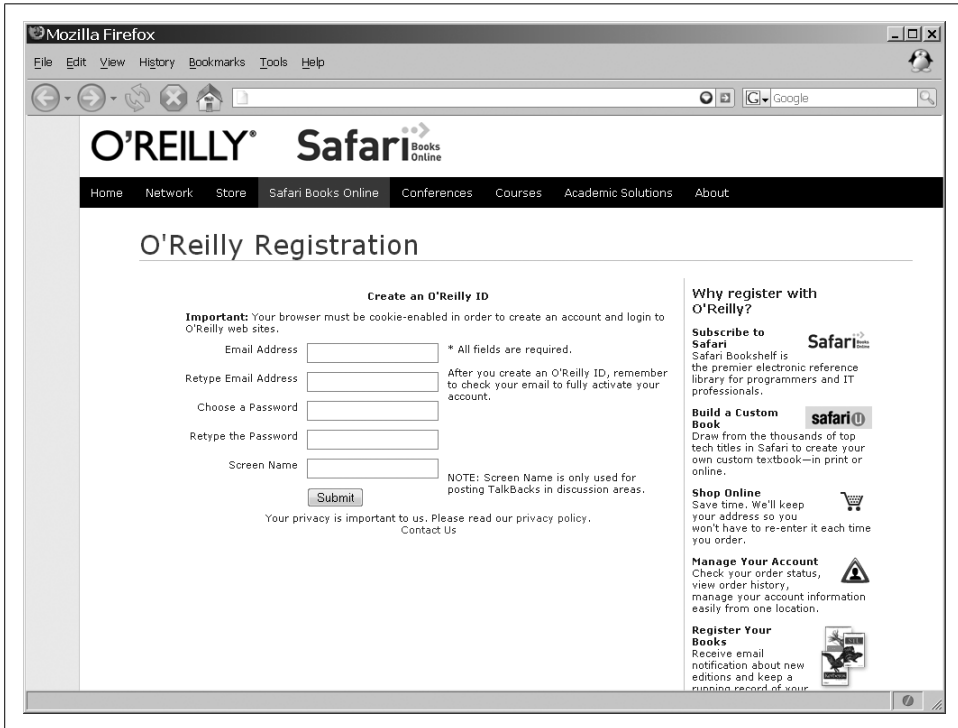 Mozilla Firefox
File Edit View History Bookmarks Tools Help
G Google
O'REILLY® Safari Books Online
Home Network Store Safari Books Online Conferences Courses Academic Solutions About
O'Reilly Registration
Create an O'Reilly ID
Important: Your browser must be cookie-enabled in order to create an account and login to
O'Reilly web sites.
Email Address
* All fields are required.
Retype Email Address
After you create an O'Reilly ID, remember
to check your email to fully activate your
account.
Choose a Password
Retype the Password
Screen Name
NOTE: Screen Name is only used for
posting TalkBacks in discussion areas.
Submit
Your privacy is important to us. Please read our privacy policy.
Contact Us
Why register with
O'Reilly?
Subscribe to
Safari
Safari Books Online
Safari Bookshelf is
the premier electronic reference
library for programmers and IT
professionals.
Build a Custom
Book
safari U
Draw from the thousands of top
tech titles in Safari to create your
own custom textbook—in print or
online.
Shop Online
Save time. We'll keep
your address so you
won't have to re-enter it each time
you order.
Manage Your Account
Check your order status,
view order history,
manage your account information
easily from one location.
Register Your
Books
Receive email
notification about new
editions and keep a
running record of your